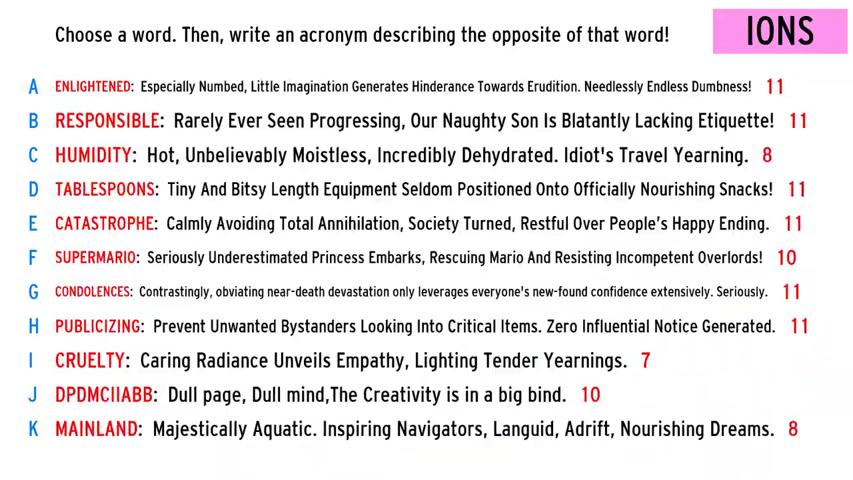 Choose a word. Then, write an acronym describing the opposite of that word!
IONS
A ENLIGHTENED: Especially Numbed, Little Imagination Generates Hinderance Towards Erudition. Needlessly Endless Dumbness! 11
B RESPONSIBLE: Rarely Ever Seen Progressing, Our Naughty Son Is Blatantly Lacking Etiquette! 11
C HUMIDITY: Hot, Unbelievably Moistless, Incredibly Dehydrated. Idiot's Travel Yearning. 8
D TABLESPOONS: Tiny And Bitsy Length Equipment Seldom Positioned Onto Officially Nourishing Snacks! 11
E CATASTROPHE: Calmly Avoiding Total Annihilation, Society Turned, Restful Over People's Happy Ending. 11
F SUPERMARIO: Seriously Underestimated Princess Embarks, Rescuing Mario And Resisting Incompetent Overlords! 10
G CONDOLENCES: Contrastingly, obviating near-death devastation only leverages everyone's new-found confidence extensively. Seriously. 11
H PUBLICIZING: Prevent Unwanted Bystanders Looking Into Critical Items. Zero Influential Notice Generated. 11
I CRUELTY: Caring Radiance Unveils Empathy, Lighting Tender Yearnings. 7
J DPDMCIIABB: Dull page, Dull mind,The Creativity is in a big bind. 10
K MAINLAND: Majestically Aquatic. Inspiring Navigators, Languid, Adrift, Nourishing Dreams. 8